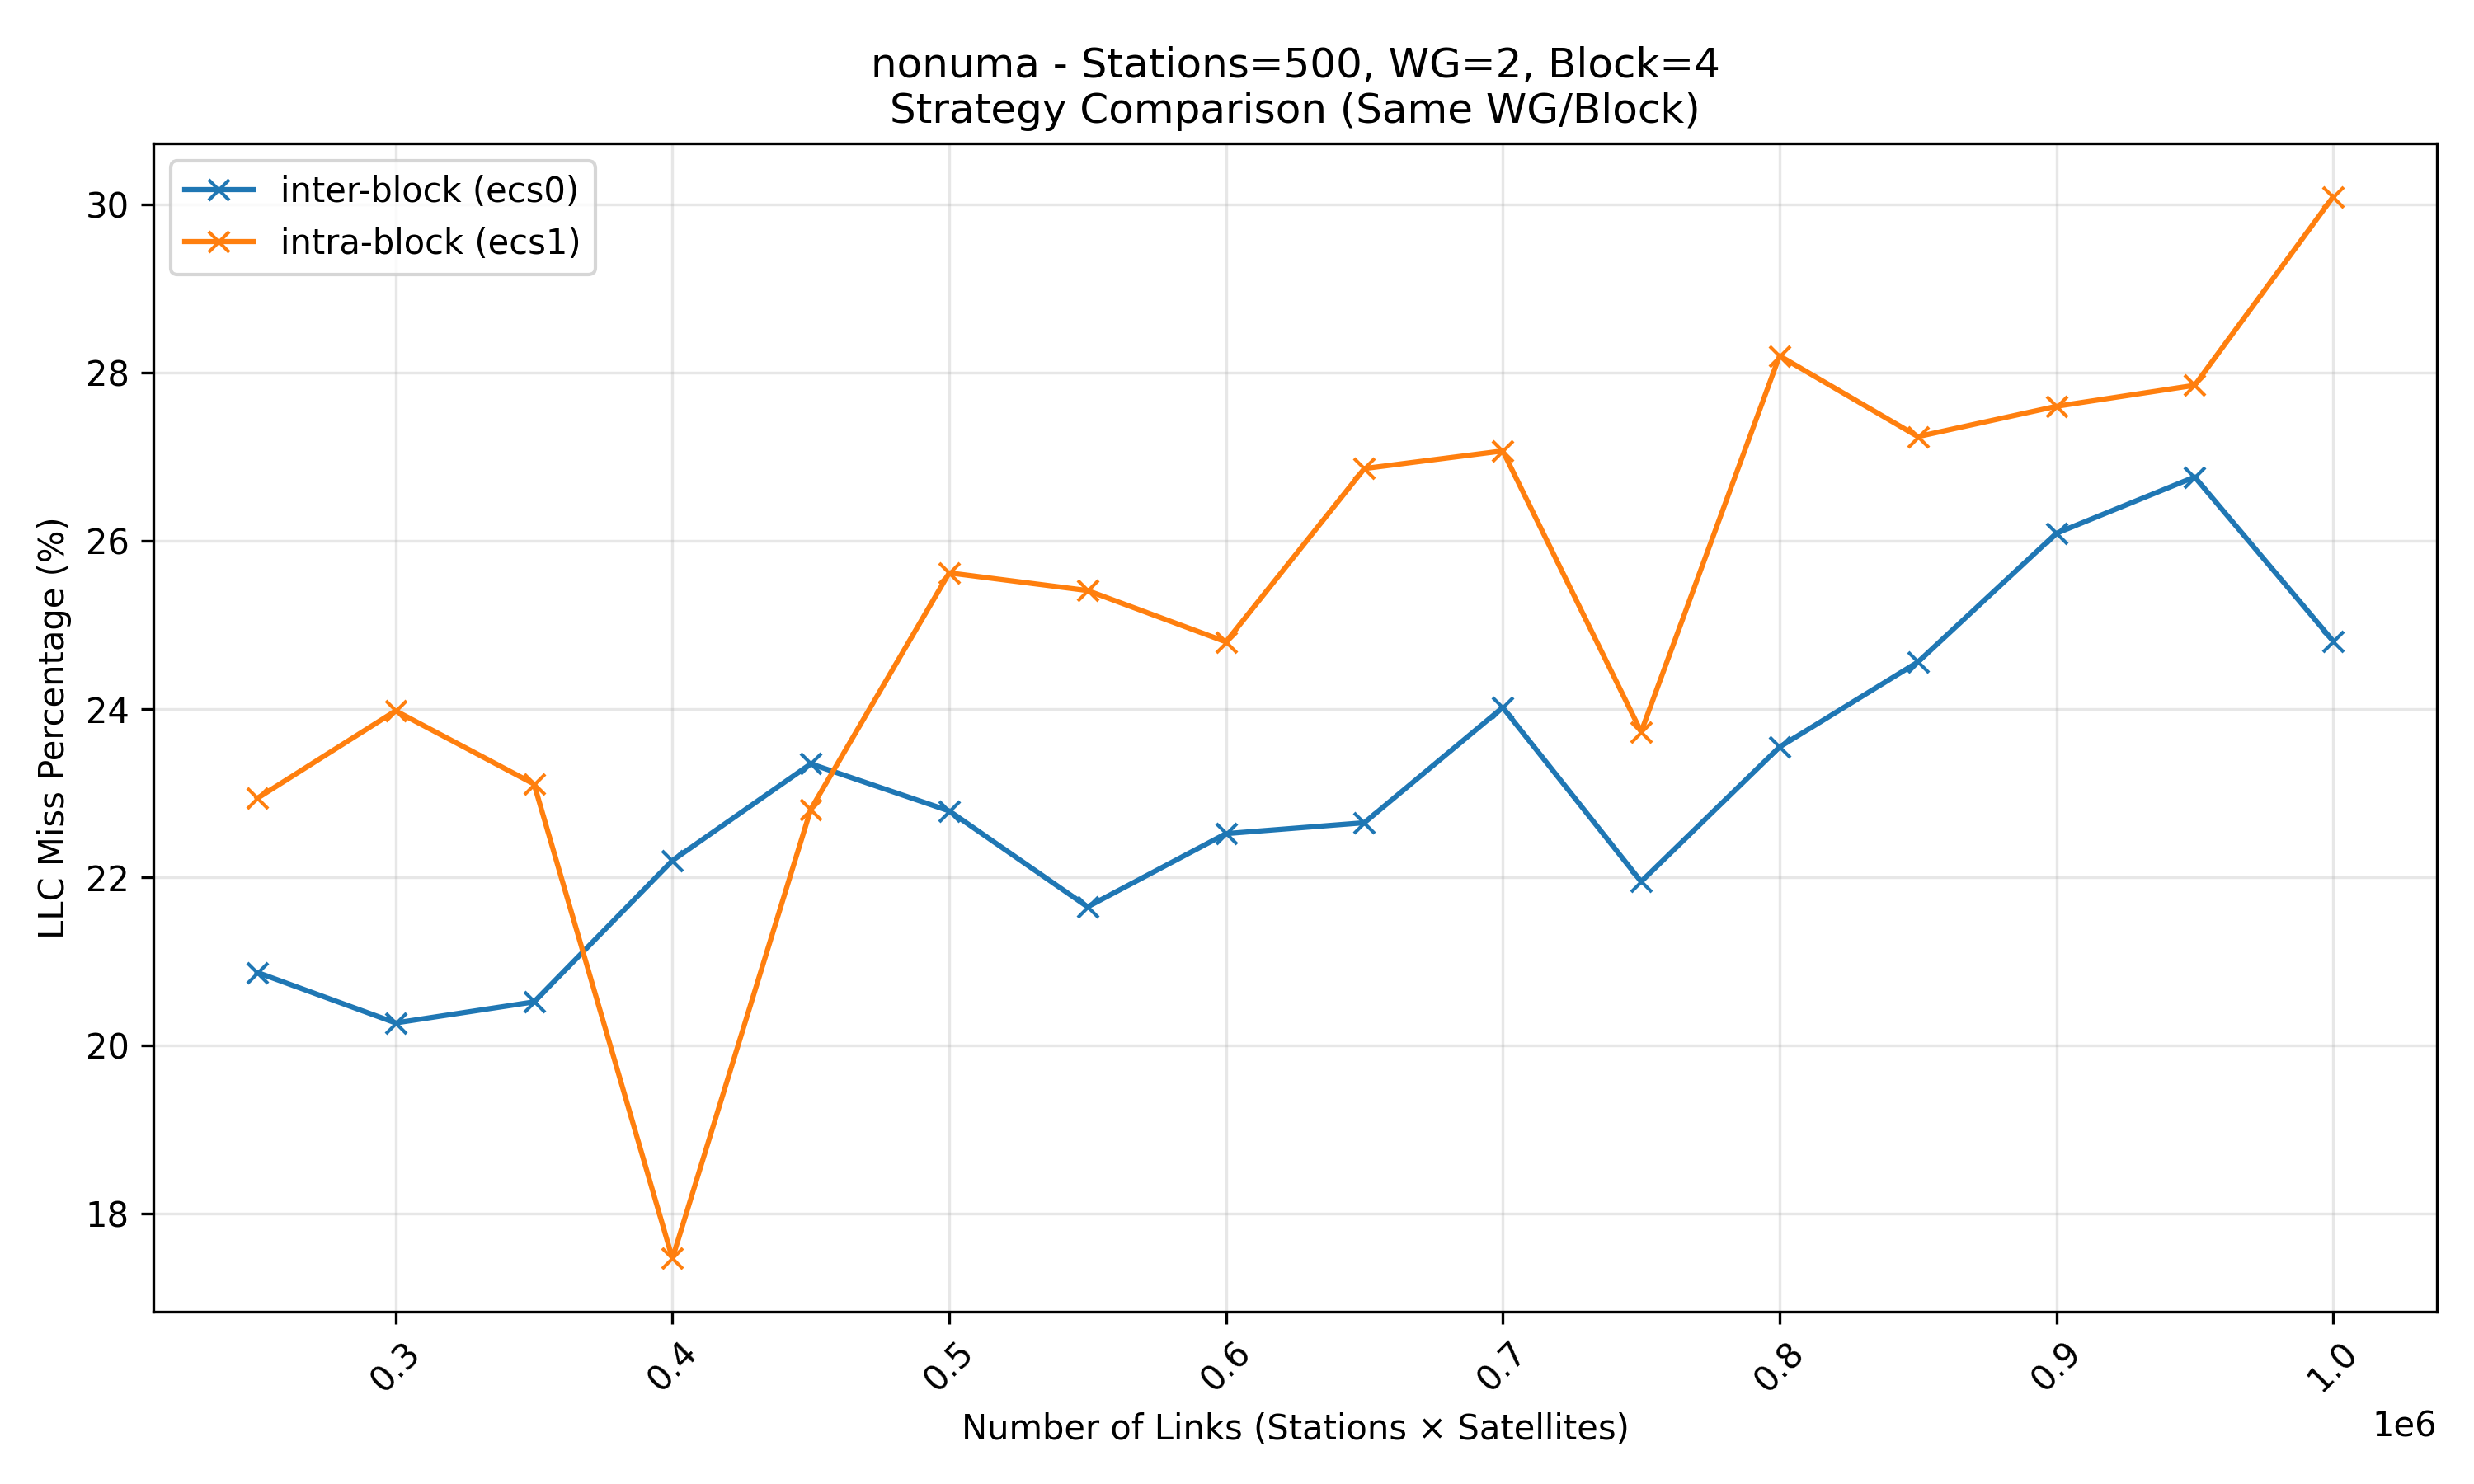 nonuma - Stations=500, WG=2, Block=4
Strategy Comparison (Same WG/Block)
inter-block (ecs0)
intra-block (ecs1)
LLC Miss Percentage (%)
30
28
26
24
22
20
18
0.3
0.4
0.5
0.6
0.7
0.8
0.9
1.0
1e6
Number of Links (Stations × Satellites)